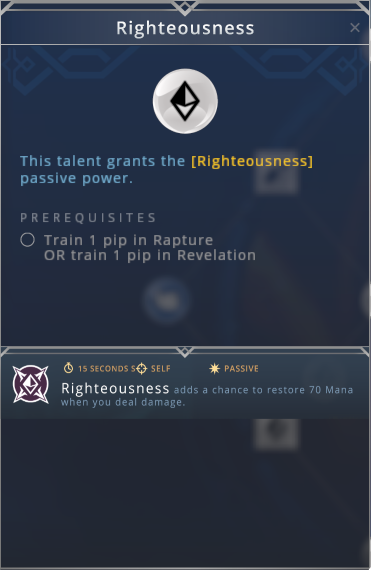 Righteousness
This talent grants the [Righteousness]
passive power.
PREREQUISITES
Train 1 pip in Rapture
OR train 1 pip in Revelation
15 SECONDS S SELF PASSIVE
Righteousness adds a chance to restore 70 Mana
when you deal damage.